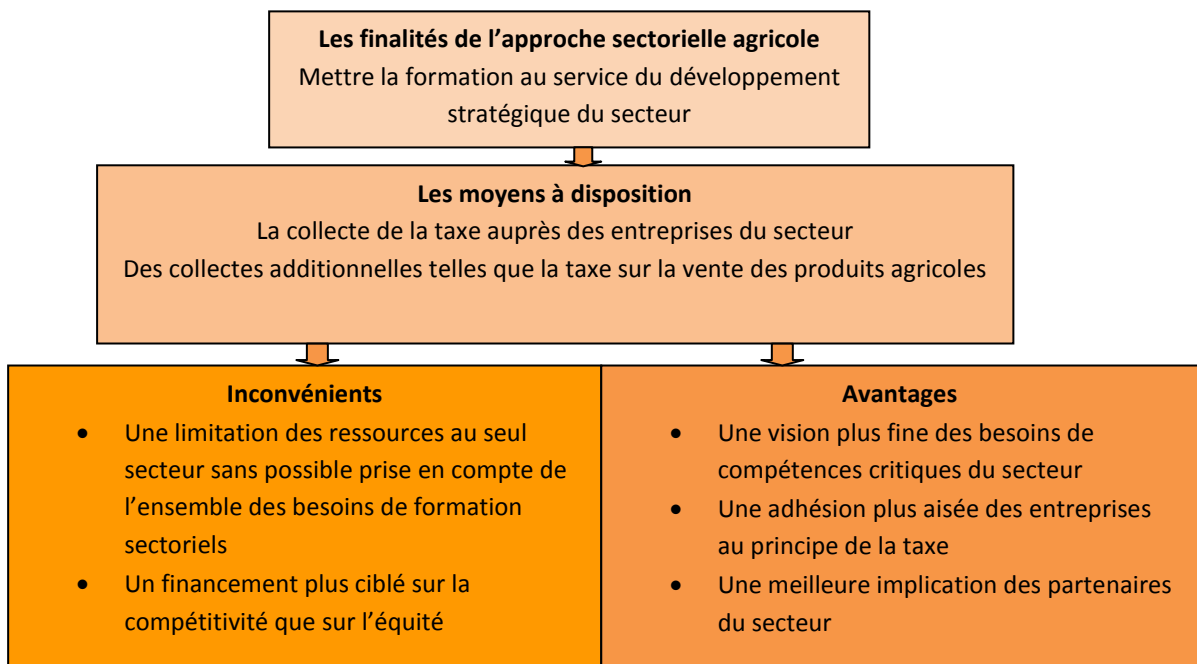 Les finalités de l’approche sectorielle agricole
Mettre la formation au service du développement
stratégique du secteur
Les moyens à disposition
La collecte de la taxe auprès des entreprises du secteur
Des collectes additionnelles telles que la taxe sur la vente des produits agricoles
Inconvénients
• Une limitation des ressources au seul
secteur sans possible prise en compte de
l’ensemble des besoins de formation
sectoriels
• Un financement plus ciblé sur la
compétitivité que sur l’équité
Avantages
• Une vision plus fine des besoins de
compétences critiques du secteur
• Une adhésion plus aisée des entreprises
au principe de la taxe
• Une meilleure implication des partenaires
du secteur